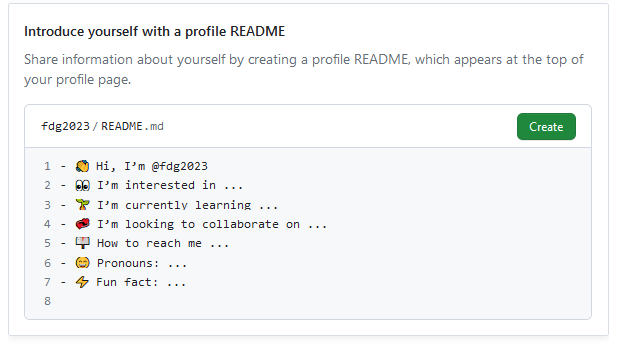 Introduce yourself with a profile README
Share information about yourself by creating a profile README, which appears at the top of
your profile page.
fdg2023 / README.md
Create
1 - 👋 Hi, I’m @fdg2023
2 - 👀 I’m interested in ...
3 - 🌱 I’m currently learning ...
4 - 💞️ I’m looking to collaborate on ...
5 - 📫 How to reach me ...
6 - 😄 Pronouns: ...
7 - ⚡ Fun fact: ...
8